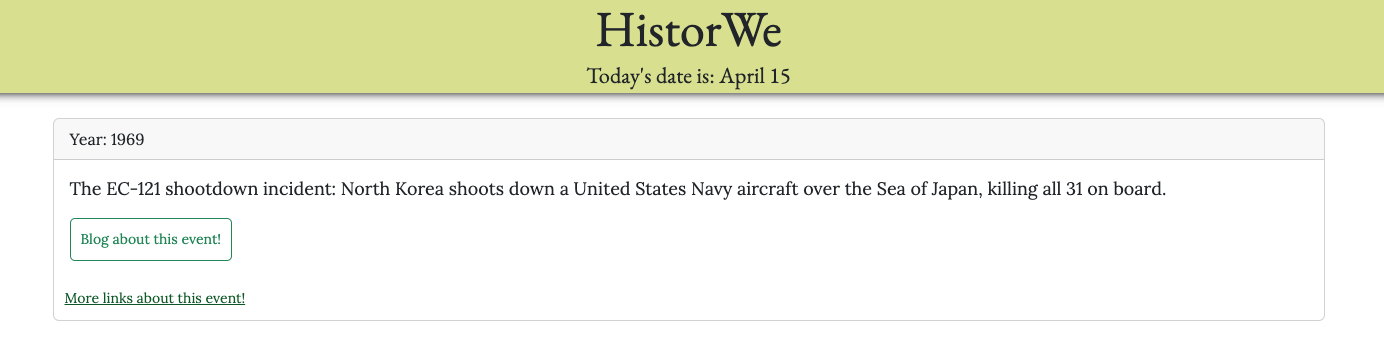 HistorWe
Today's date is: April 15
Year: 1969
The EC-121 shootdown incident: North Korea shoots down a United States Navy aircraft over the Sea of Japan, killing all 31 on board.
Blog about this event!
More links about this event!